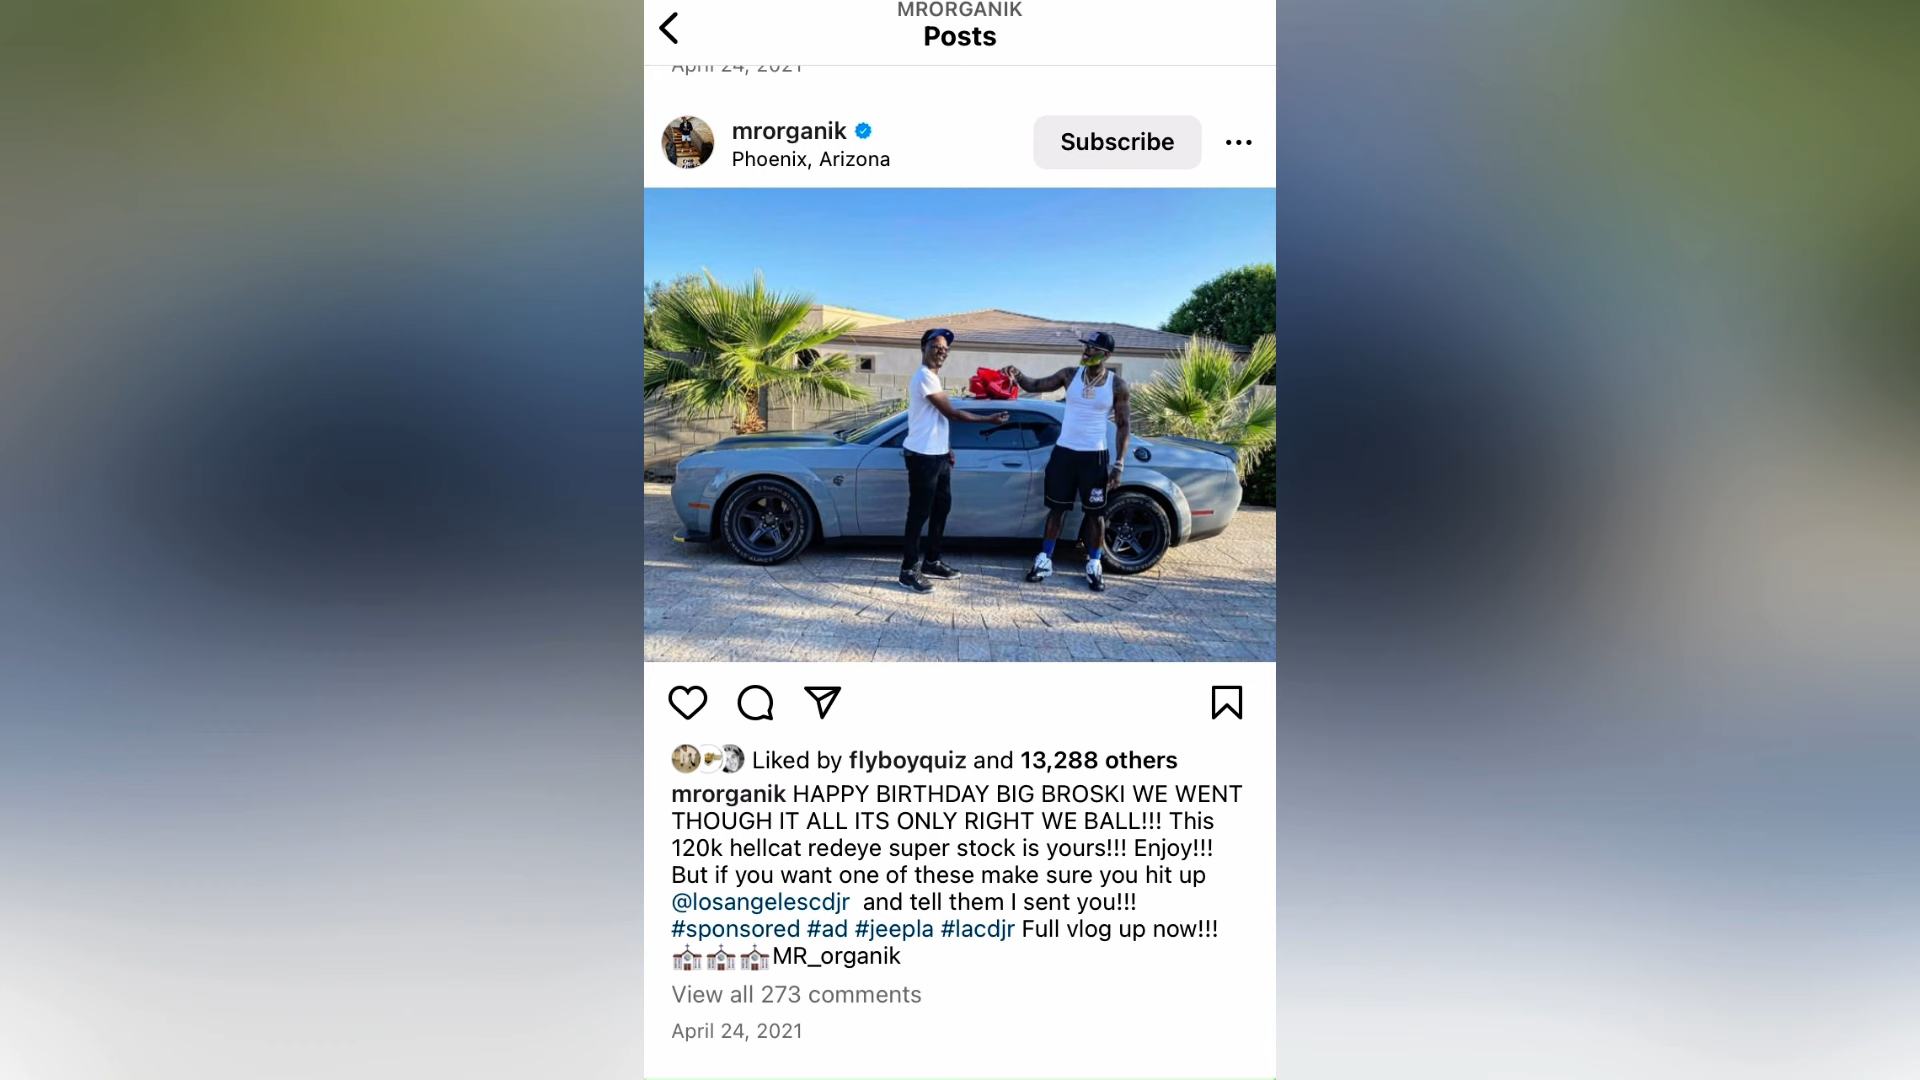 MRORGANIK
Posts
April 24, 2021
mrorganik
Phoenix, Arizona
Subscribe
Liked by flyboyquiz and 13,288 others
mrorganik HAPPY BIRTHDAY BIG BROSKI WE WENT
THOUGH IT ALL ITS ONLY RIGHT WE BALL!!! This
120k hellcat redeye super stock is yours!!! Enjoy!!!
But if you want one of these make sure you hit up
@losangelescdjr and tell them I sent you!!!
#sponsored #ad #jeepla #lacdjr Full vlog up now!!!
MR_organik
View all 273 comments
April 24, 2021